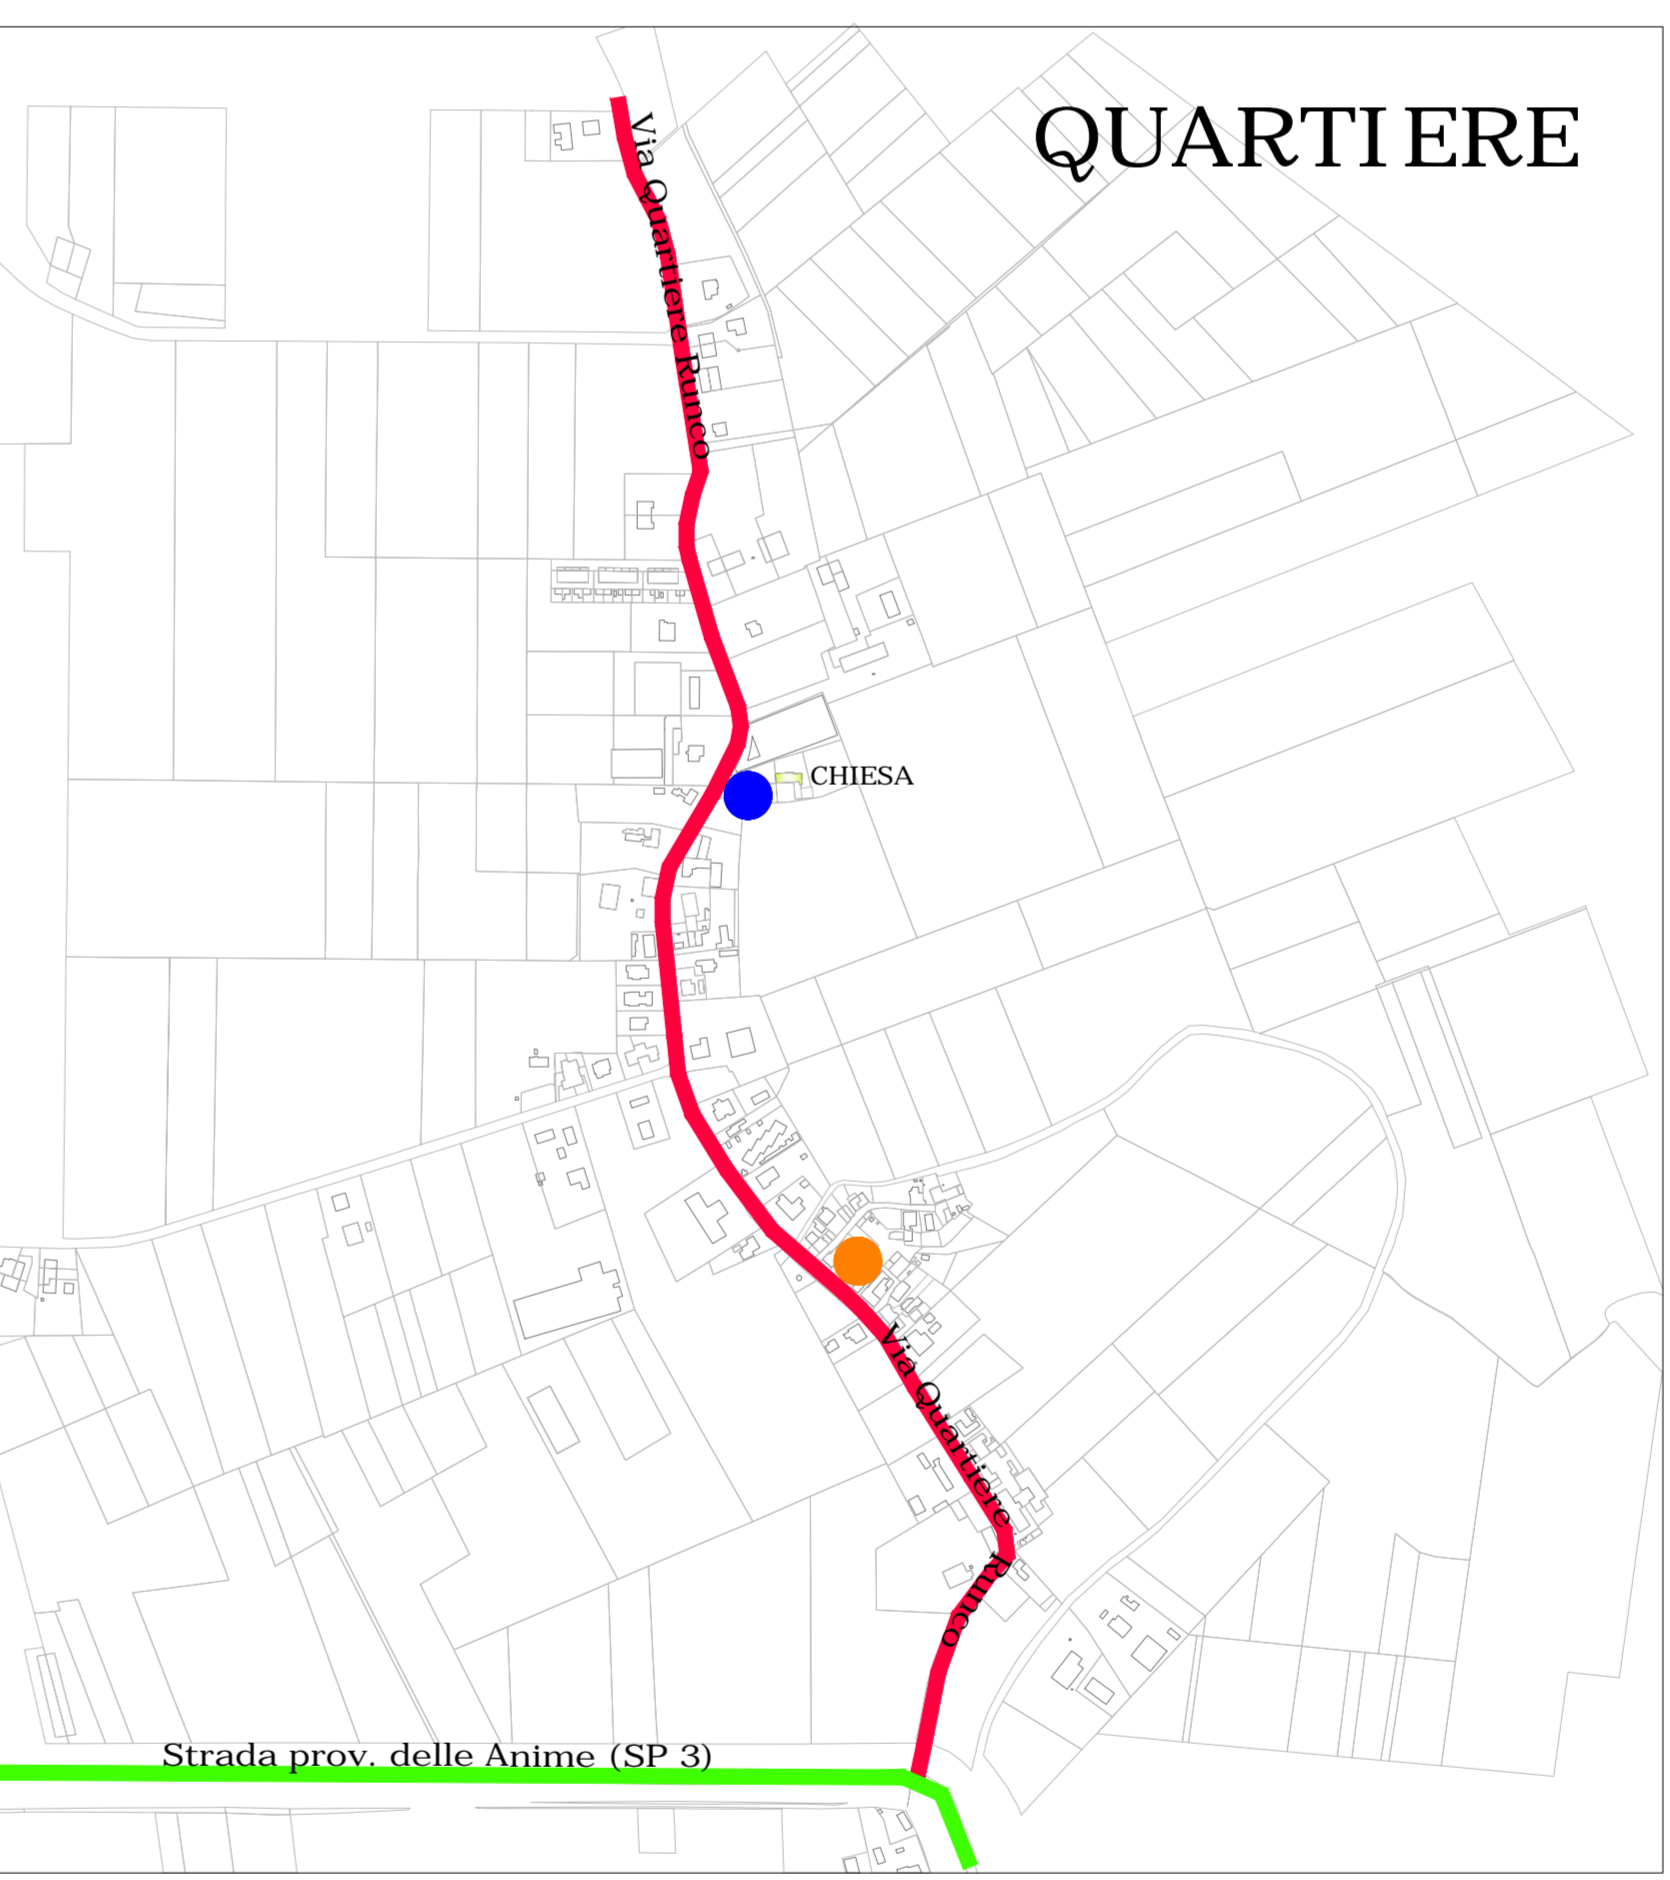 QUARTIERE
Via Quartiere Runco
CHIESA
Via Quartiere Runco
Strada prov. delle Anime (SP 3)